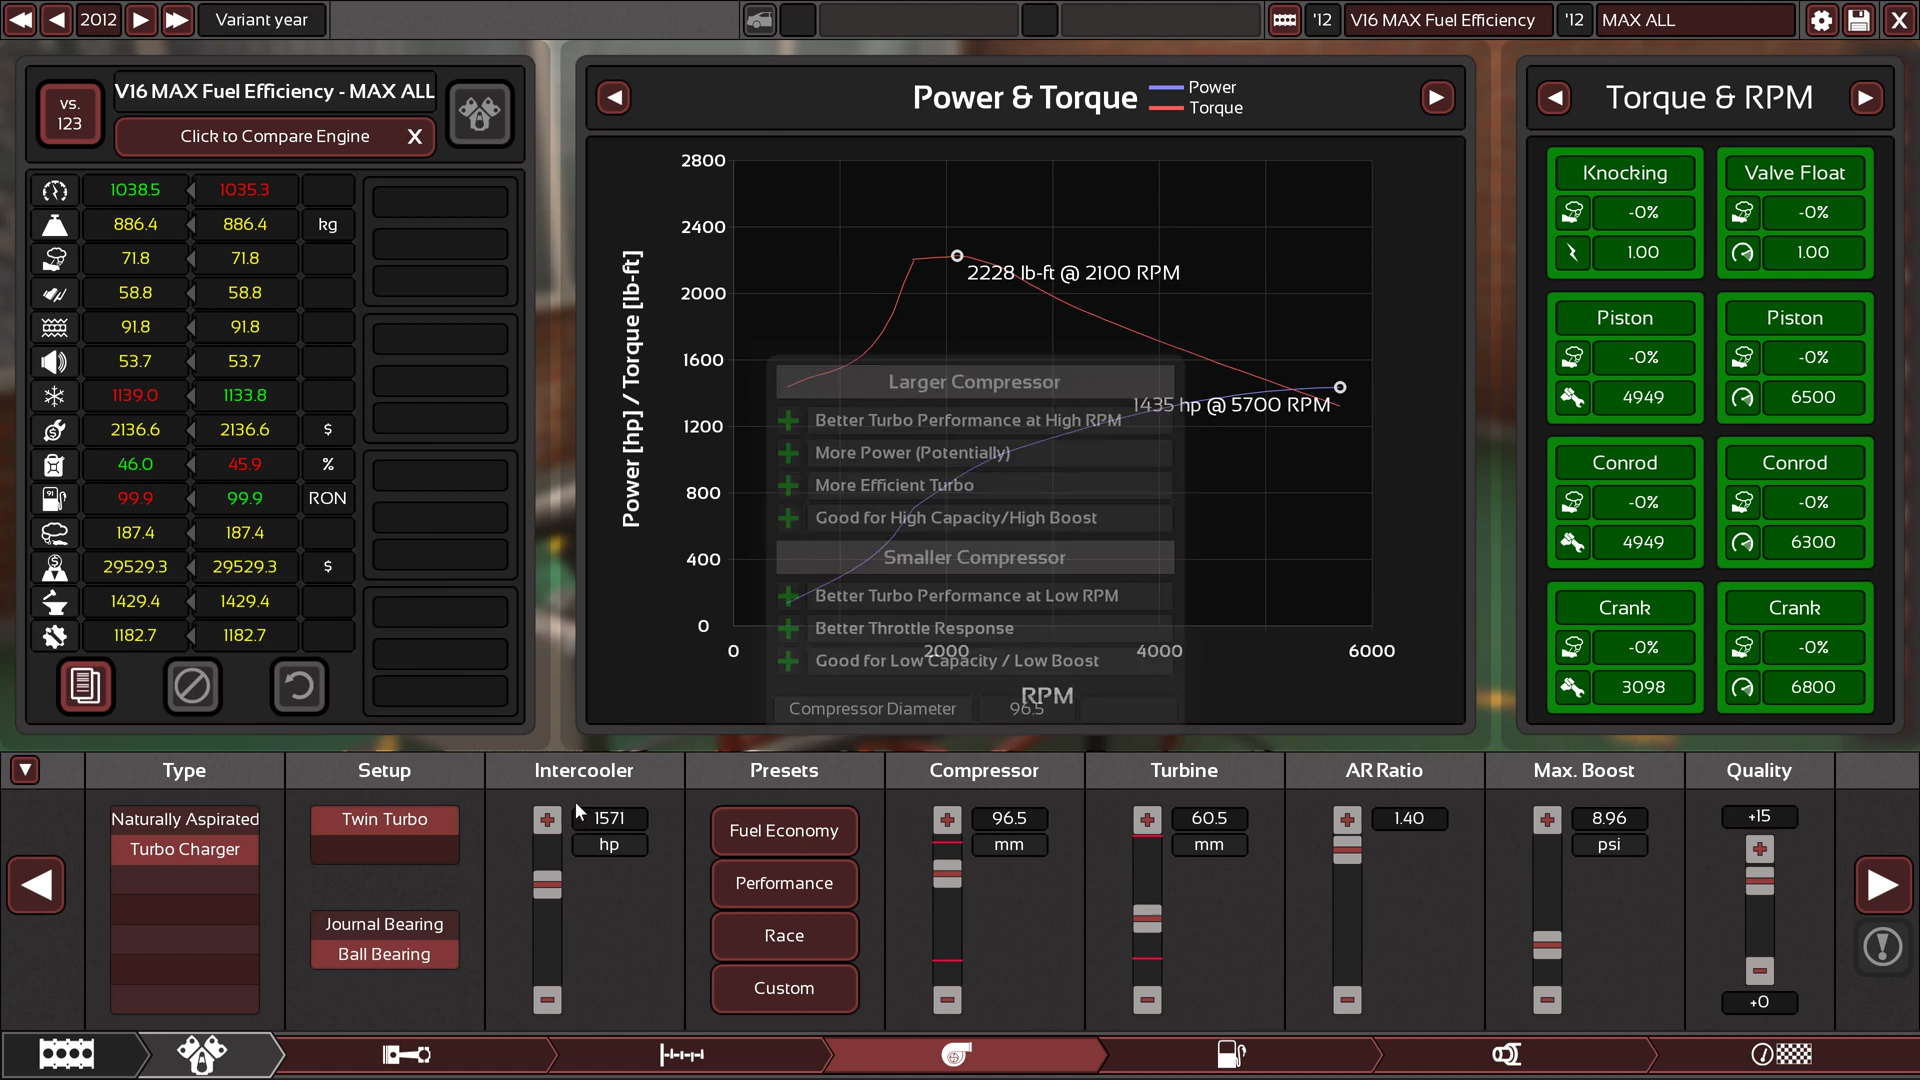 2012
Variant year
'12
V16 MAX Fuel Efficiency
'12
MAX ALL
X
vs.
123
V16 MAX Fuel Efficiency - MAX ALL
Click to Compare Engine
X
1038.5 1035.3
886.4 886.4 kg
71.8 71.8
58.8 58.8
91.8 91.8
53.7 53.7
1139.0 1133.8
2136.6 2136.6 $
46.0 45.9 %
91 99.9 99.9 RON
187.4 187.4
29529.3 29529.3 $
1429.4 1429.4
1182.7 1182.7
Power & Torque
Power
Torque
Power [hp] / Torque [lb-ft]
2800
2400
2000
1600
1200
800
400
0
0
2000
4000
6000
RPM
2228 lb-ft @ 2100 RPM
1435 hp @ 5700 RPM
Larger Compressor
Better Turbo Performance at High RPM
More Power (Potentially)
More Efficient Turbo
Good for High Capacity/High Boost
Smaller Compressor
Better Turbo Performance at Low RPM
Better Throttle Response
Good for Low Capacity / Low Boost
Compressor Diameter 96.5
Torque & RPM
Knocking
-0%
1.00
Valve Float
-0%
1.00
Piston
-0%
4949
Piston
-0%
6500
Conrod
-0%
4949
Conrod
-0%
6300
Crank
-0%
3098
Crank
-0%
6800
Type
Naturally Aspirated
Turbo Charger
Setup
Twin Turbo
Journal Bearing
Ball Bearing
Intercooler
1571
hp
Presets
Fuel Economy
Performance
Race
Custom
Compressor
96.5
mm
Turbine
60.5
mm
AR Ratio
1.40
Max. Boost
8.96
psi
Quality
+15
+0